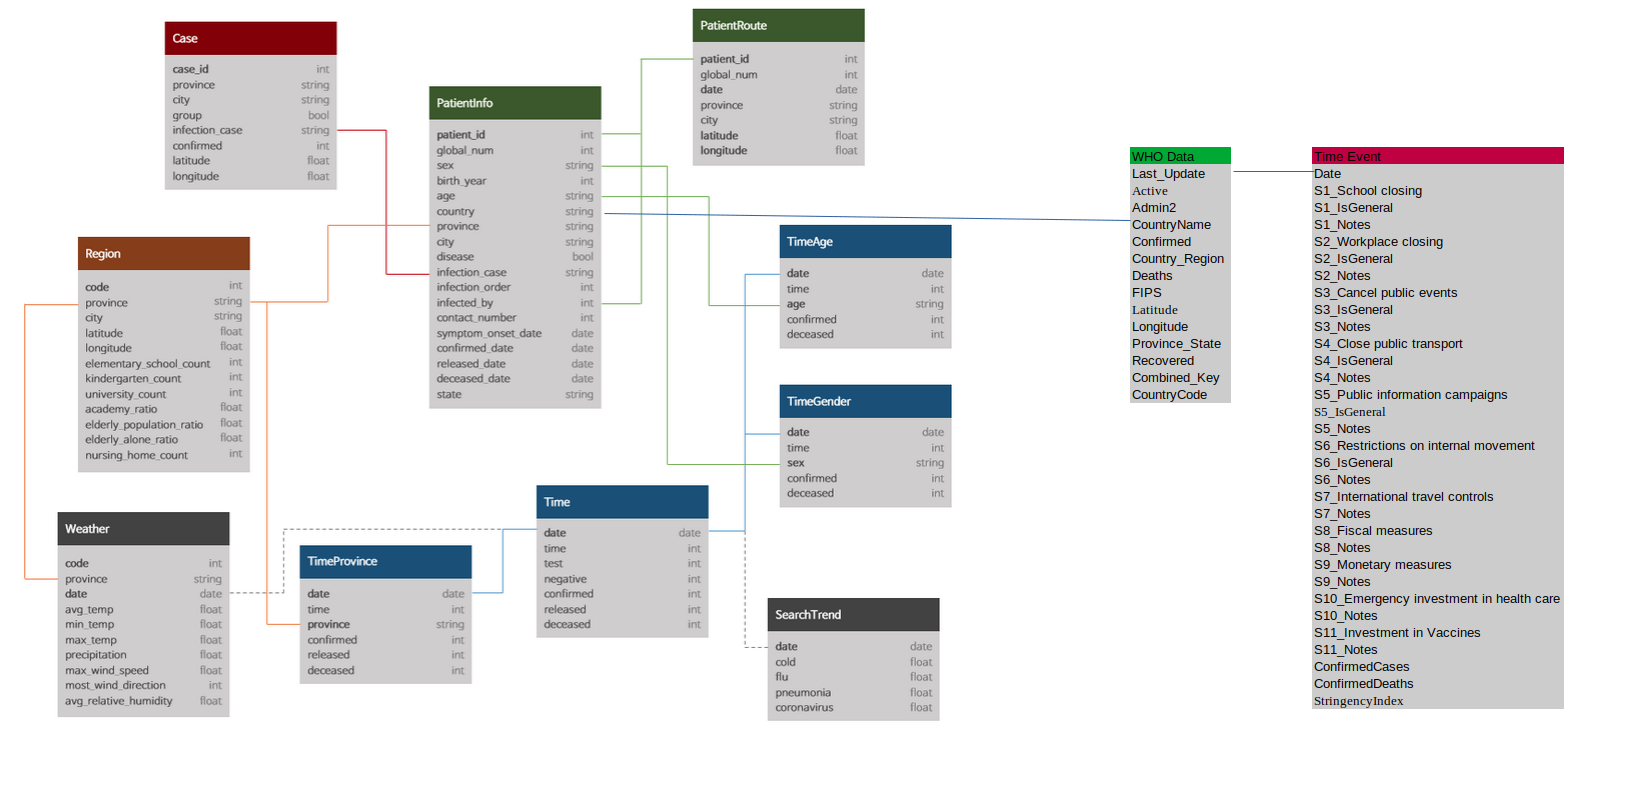 Case
case_id int
province string
city string
group bool
infection_case string
confirmed int
latitude float
longitude float
PatientInfo
patient_id int
global_num int
sex string
birth_year int
age string
country string
province string
city string
disease bool
infection_case string
infection_order int
infected_by int
contact_number int
symptom_onset_date date
confirmed_date date
released_date date
deceased_date date
state string
PatientRoute
patient_id int
global_num int
date date
province string
city string
latitude float
longitude float
Region
code int
province string
city string
latitude float
longitude float
elementary_school_count int
kindergarten_count int
university_count int
academy_ratio float
elderly_population_ratio float
elderly_alone_ratio float
nursing_home_count int
TimeAge
date date
time int
age string
confirmed int
deceased int
TimeGender
date date
time int
sex string
confirmed int
deceased int
Weather
code int
province string
date date
avg_temp float
min_temp float
max_temp float
precipitation float
max_wind_speed float
most_wind_direction int
avg_relative_humidity float
TimeProvince
date date
time int
province string
confirmed int
released int
deceased int
Time
date date
time int
test int
negative int
confirmed int
released int
deceased int
SearchTrend
date date
cold float
flu float
pneumonia float
coronavirus float
WHO Data
Last_Update
Active
Admin2
CountryName
Confirmed
Country_Region
Deaths
FIPS
Latitude
Longitude
Province_State
Recovered
Combined_Key
CountryCode
Time Event
Date
S1_School closing
S1_IsGeneral
S1_Notes
S2_Workplace closing
S2_IsGeneral
S2_Notes
S3_Cancel public events
S3_IsGeneral
S3_Notes
S4_Close public transport
S4_IsGeneral
S4_Notes
S5_Public information campaigns
S5_IsGeneral
S5_Notes
S6_Restrictions on internal movement
S6_IsGeneral
S6_Notes
S7_International travel controls
S7_Notes
S8_Fiscal measures
S8_Notes
S9_Monetary measures
S9_Notes
S10_Emergency investment in health care
S10_Notes
S11_Investment in Vaccines
S11_Notes
ConfirmedCases
ConfirmedDeaths
StringencyIndex